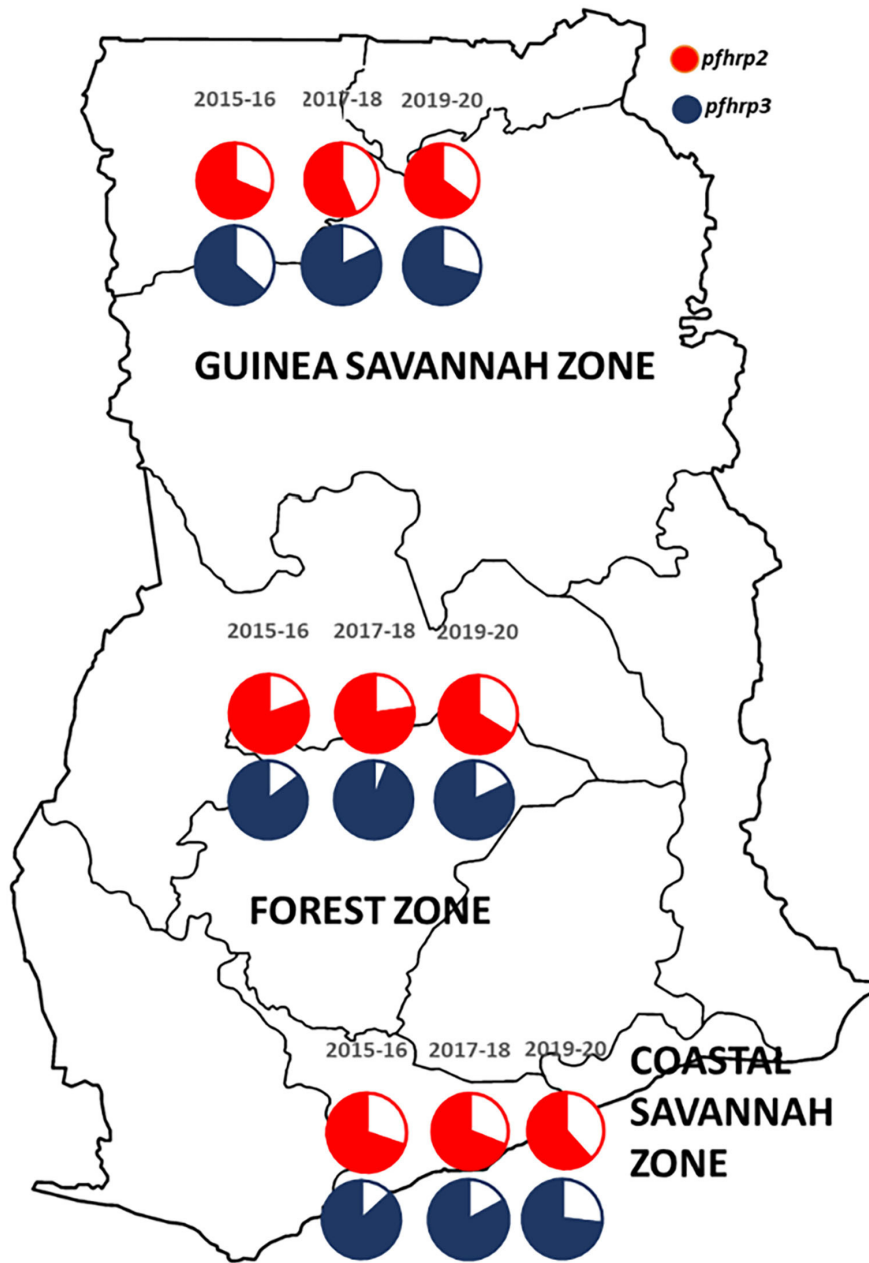 pfhrp2
pfhrp3
2015-16 2017-18 2019-20
GUINEA SAVANNAH ZONE
2015-16 2017-18 2019-20
FOREST ZONE
2015-16 2017-18 2019-20
COASTAL
SAVANNAH
ZONE